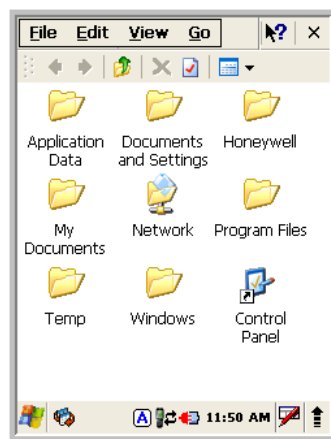 File Edit View Go ?
Application Data Documents and Settings Honeywell
My Documents Network Program Files
Temp Windows Control Panel
A 11:50 AM